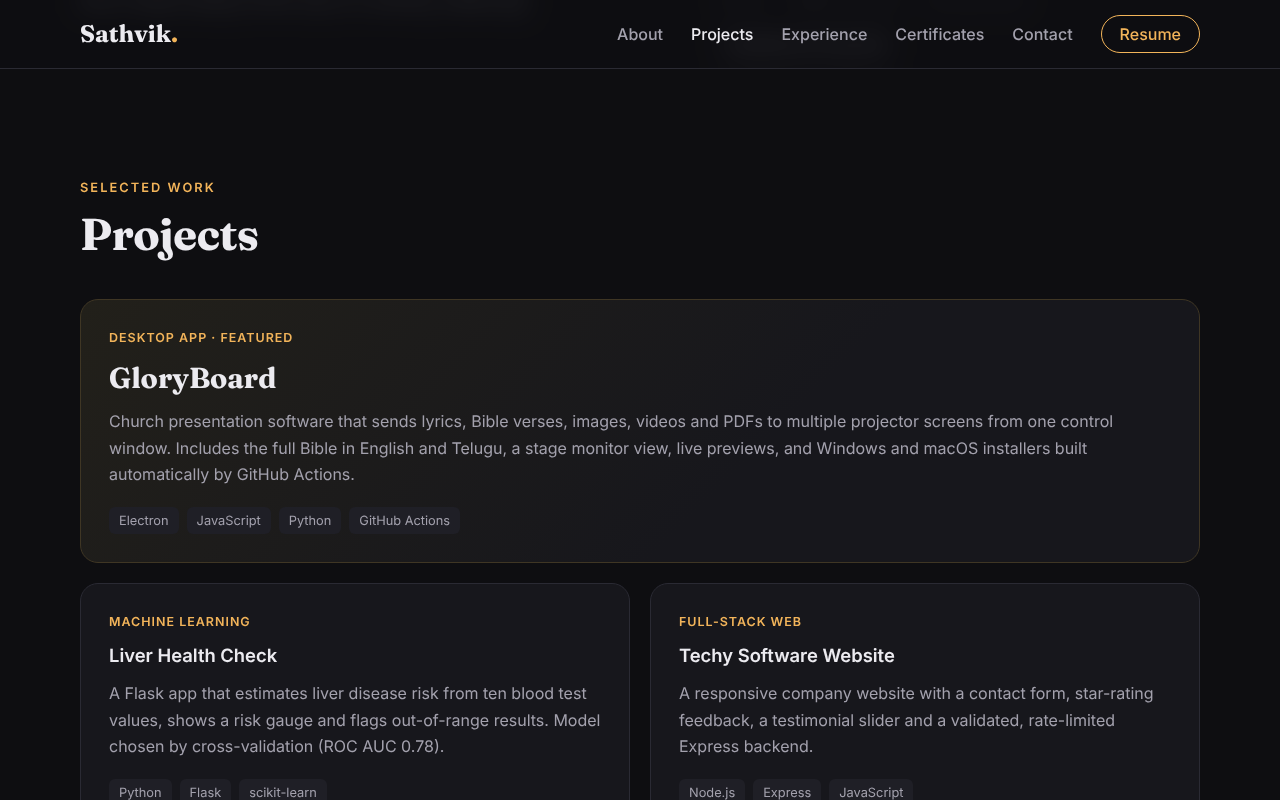 Sathvik.
About Projects Experience Certificates Contact Resume
SELECTED WORK
Projects
DESKTOP APP · FEATURED
GloryBoard
Church presentation software that sends lyrics, Bible verses, images, videos and PDFs to multiple projector screens from one control
window. Includes the full Bible in English and Telugu, a stage monitor view, live previews, and Windows and macOS installers built
automatically by GitHub Actions.
Electron JavaScript Python GitHub Actions
MACHINE LEARNING
Liver Health Check
A Flask app that estimates liver disease risk from ten blood test
values, shows a risk gauge and flags out-of-range results. Model
chosen by cross-validation (ROC AUC 0.78).
Python Flask scikit-learn
FULL-STACK WEB
Techy Software Website
A responsive company website with a contact form, star-rating
feedback, a testimonial slider and a validated, rate-limited
Express backend.
Node.js Express JavaScript